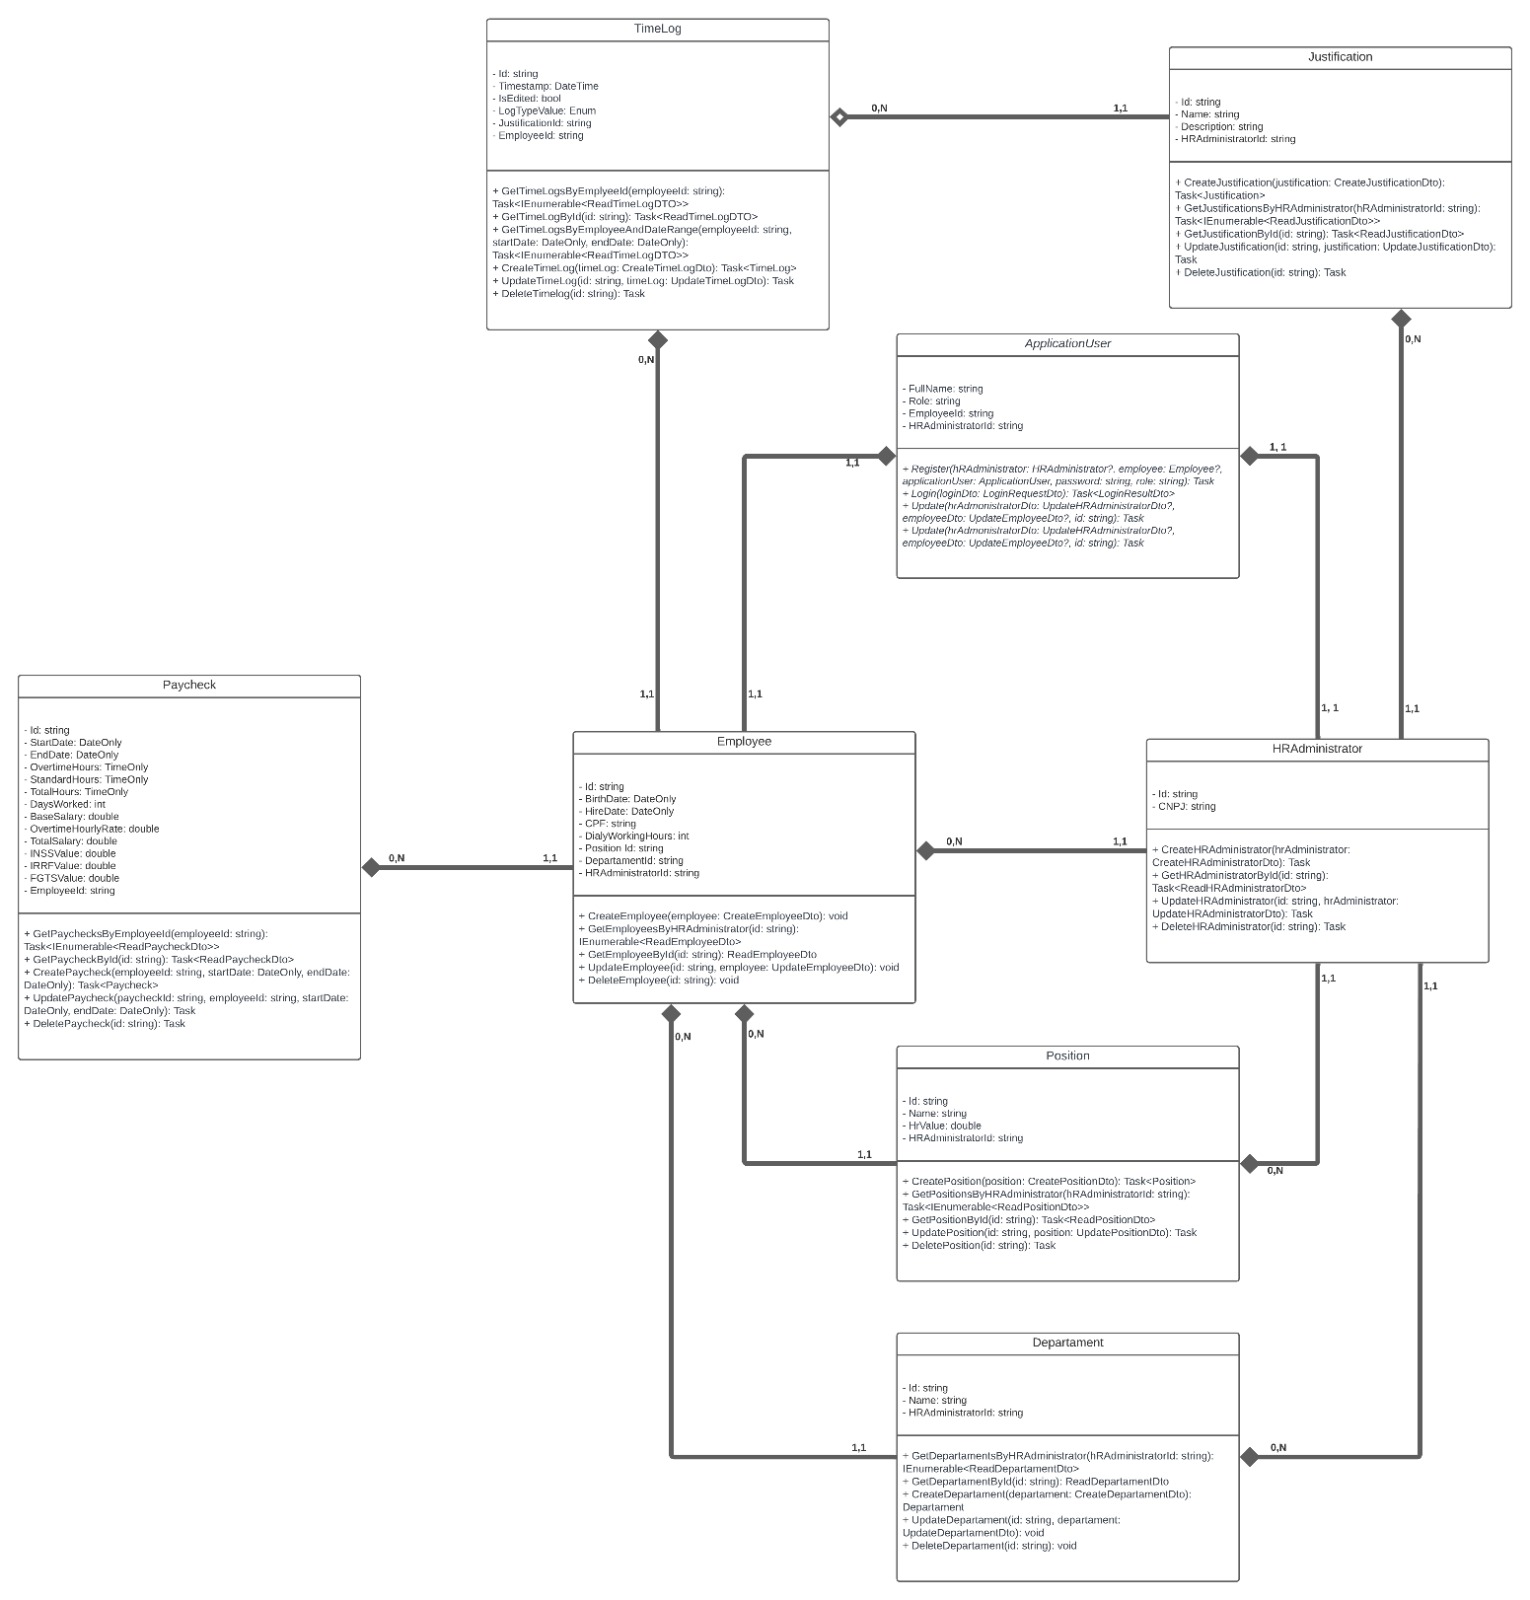 TimeLog
- Id: string
- Timestamp: DateTime
- IsEdited: bool
- LogTypeValue: Enum
- JustificationId: string
- EmployeeId: string
+ GetTimeLogsByEmplyeeId(employeeId: string):
Task<IEnumerable<ReadTimeLogDTO>>
+ GetTimeLogById(id: string): Task<ReadTimeLogDTO>
+ GetTimeLogsByEmployeeAndDateRange(employeeId: string,
startDate: DateOnly, endDate: DateOnly):
Task<IEnumerable<ReadTimeLogDTO>>
+ CreateTimeLog(timeLog: CreateTimeLogDto): Task<TimeLog>
+ UpdateTimeLog(id: string, timeLog: UpdateTimeLogDto): Task
+ DeleteTimelog(id: string): Task
0,N
1,1
Justification
- Id: string
- Name: string
- Description: string
- HRAdministratorId: string
+ CreateJustification(justification: CreateJustificationDto):
Task<Justification>
+ GetJustificationsByHRAdministrator(hRAdministratorId: string):
Task<IEnumerable<ReadJustificationDto>>
+ GetJustificationById(id: string): Task<ReadJustificationDto>
+ UpdateJustification(id: string, justification: UpdateJustificationDto):
Task
+ DeleteJustification(id: string): Task
0,N
0,N
ApplicationUser
- FullName: string
- Role: string
- EmployeeId: string
- HRAdministratorId: string
+ Register(hRAdministrator: HRAdministrator?, employee: Employee?,
applicationUser: ApplicationUser, password: string, role: string): Task
+ Login(loginDto: LoginRequestDto): Task<LoginResultDto>
+ Update(hrAdmonistratorDto: UpdateHRAdministratorDto?,
employeeDto: UpdateEmployeeDto?, id: string): Task
+ Update(hrAdmonistratorDto: UpdateHRAdministratorDto?,
employeeDto: UpdateEmployeeDto?, id: string): Task
1,1
1, 1
1,1
1,1
1, 1
1,1
Paycheck
- Id: string
- StartDate: DateOnly
- EndDate: DateOnly
- OvertimeHours: TimeOnly
- StandardHours: TimeOnly
- TotalHours: TimeOnly
- DaysWorked: int
- BaseSalary: double
- OvertimeHourlyRate: double
- TotalSalary: double
- INSSValue: double
- IRRFValue: double
- FGTSValue: double
- EmployeeId: string
+ GetPaychecksByEmployeeId(employeeId: string):
Task<IEnumerable<ReadPaycheckDto>>
+ GetPaycheckById(id: string): Task<ReadPaycheckDto>
+ CreatePaycheck(employeeId: string, startDate: DateOnly, endDate:
DateOnly): Task<Paycheck>
+ UpdatePaycheck(paycheckId: string, employeeId: string, startDate:
DateOnly, endDate: DateOnly): Task
+ DeletePaycheck(id: string): Task
0,N
1,1
Employee
- Id: string
- BirthDate: DateOnly
- HireDate: DateOnly
- CPF: string
- DialyWorkingHours: int
- Position Id: string
- DepartamentId: string
- HRAdministratorId: string
+ CreateEmployee(employee: CreateEmployeeDto): void
+ GetEmployeesByHRAdministrator(id: string):
IEnumerable<ReadEmployeeDto>
+ GetEmployeeById(id: string): ReadEmployeeDto
+ UpdateEmployee(id: string, employee: UpdateEmployeeDto): void
+ DeleteEmployee(id: string): void
0,N
1,1
HRAdministrator
- Id: string
- CNPJ: string
+ CreateHRAdministrator(hrAdministrator:
CreateHRAdministratorDto): Task
+ GetHRAdministratorById(id: string):
Task<ReadHRAdministratorDto>
+ UpdateHRAdministrator(id: string, hrAdministrator:
UpdateHRAdministratorDto): Task
+ DeleteHRAdministrator(id: string): Task
1,1
1,1
0,N
0,N
Position
- Id: string
- Name: string
- HrValue: double
- HRAdministratorId: string
+ CreatePosition(position: CreatePositionDto): Task<Position>
+ GetPositionsByHRAdministrator(hRAdministratorId: string):
Task<IEnumerable<ReadPositionDto>>
+ GetPositionById(id: string): Task<ReadPositionDto>
+ UpdatePosition(id: string, position: UpdatePositionDto): Task
+ DeletePosition(id: string): Task
1,1
0,N
Departament
- Id: string
- Name: string
- HRAdministratorId: string
+ GetDepartamentsByHRAdministrator(hRAdministratorId: string):
IEnumerable<ReadDepartamentDto>
+ GetDepartamentById(id: string): ReadDepartamentDto
+ CreateDepartament(departament: CreateDepartamentDto):
Departament
+ UpdateDepartament(id: string, departament:
UpdateDepartamentDto): void
+ DeleteDepartament(id: string): void
1,1
0,N